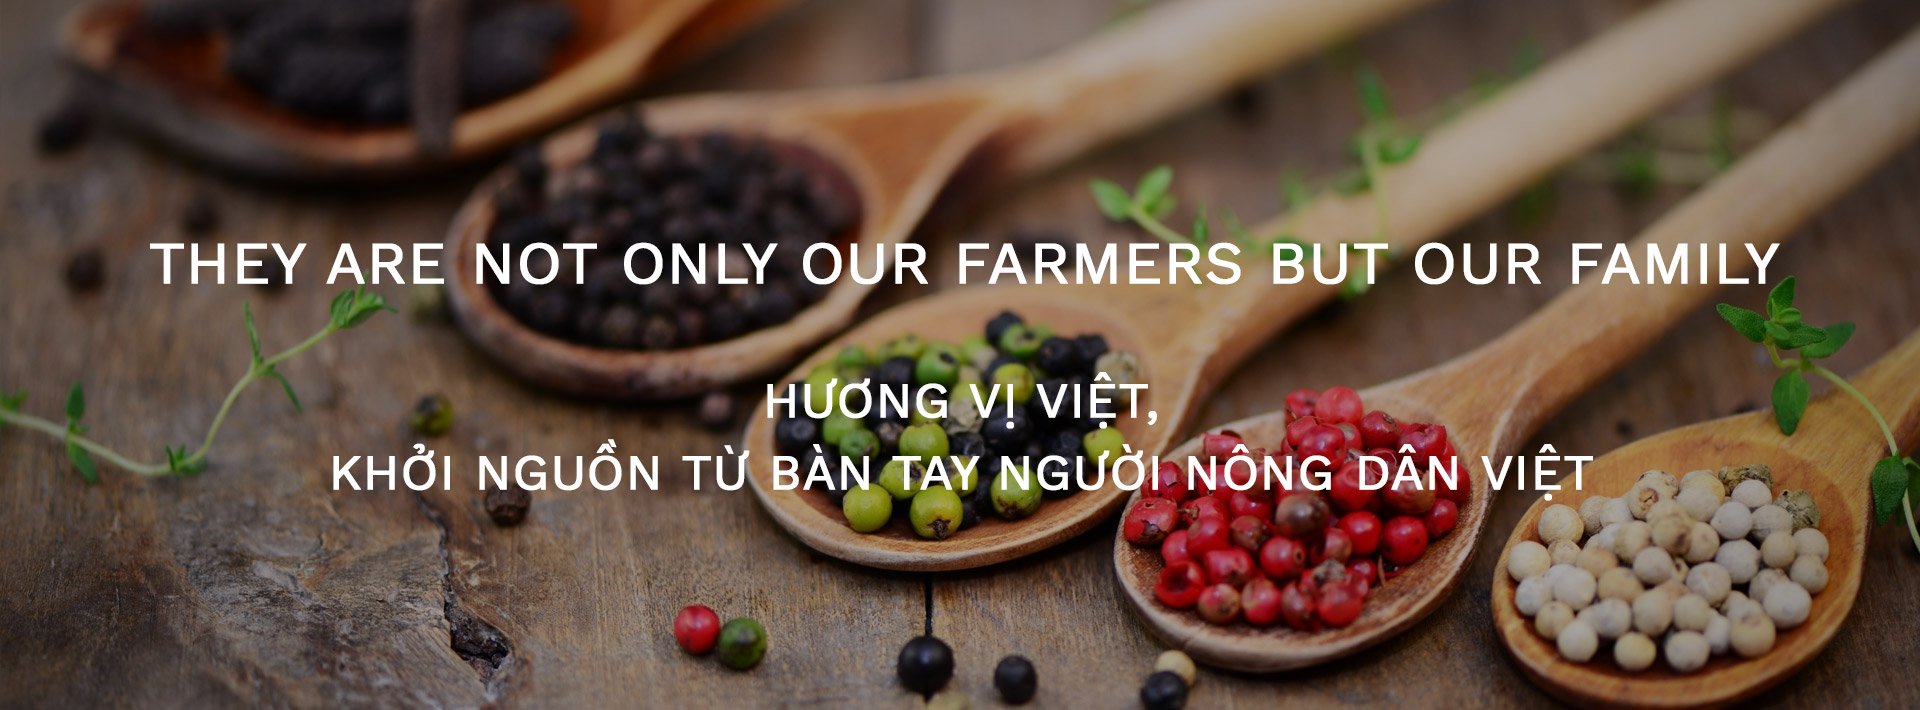 THEY ARE NOT ONLY OUR FARMERS BUT OUR FAMILY
HƯƠNG VỊ VIỆT,
KHỞI NGUỒN TỪ BÀN TAY NGƯỜI NÔNG DÂN VIỆT